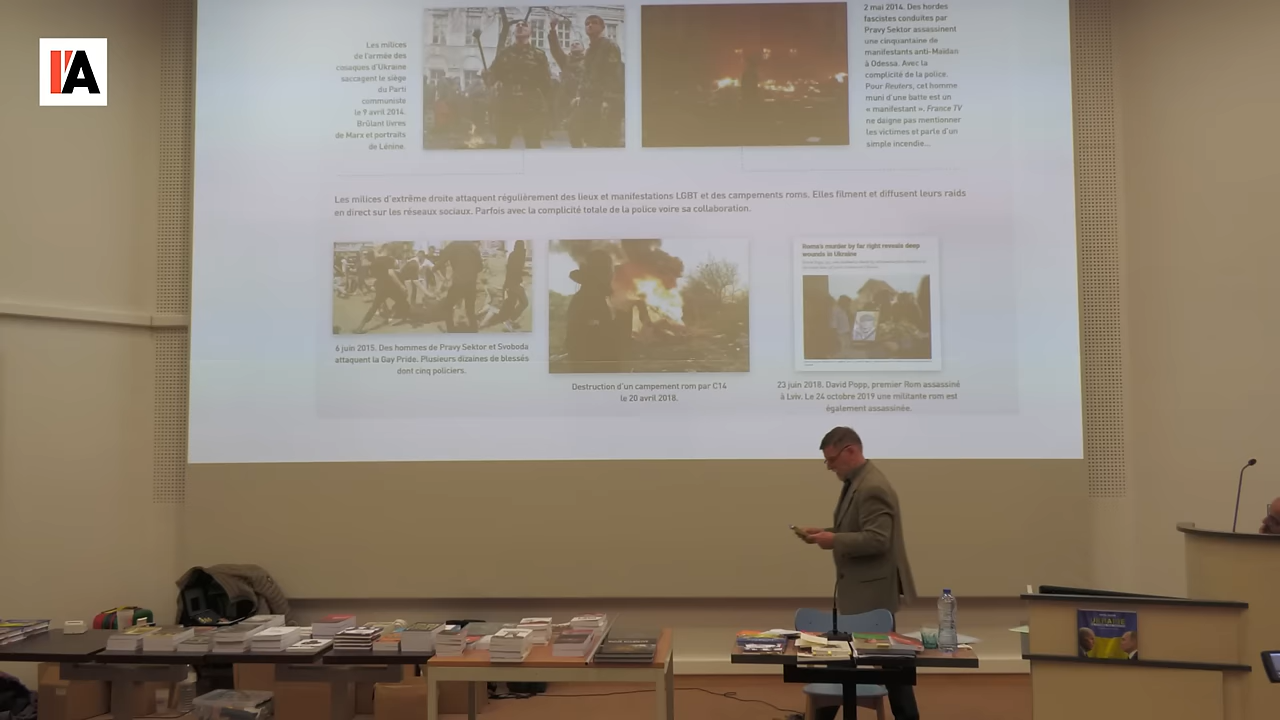 I'A
Les milices
de l'armée des
cosaques d'Ukraine
saccagent le siège
du Parti
communiste
le 9 avril 2014.
Brûlant livres
de Marx et portraits
de Lénine.
2 mai 2014. Des hordes
fascistes conduites par
Pravy Sektor assassinent
une cinquantaine de
manifestants anti-Maïdan
à Odessa. Avec la
complicité de la police.
Pour Reuters, cet homme
muni d'une batte est un
« manifestant ». France TV
ne daigne pas mentionner
les victimes et parle d'un
simple incendie...
Les milices d'extrême droite attaquent régulièrement des lieux et manifestations LGBT et des campements roms. Elles filment et diffusent leurs raids
en direct sur les réseaux sociaux. Parfois avec la complicité totale de la police voire sa collaboration.
Roma's murder by far right reveals deep
wounds in Ukraine
6 juin 2015. Des hommes de Pravy Sektor et Svoboda
attaquent la Gay Pride. Plusieurs dizaines de blessés
dont cinq policiers.
Destruction d'un campement rom par C14
le 20 avril 2018.
23 juin 2018. David Popp, premier Rom assassiné
à Lviv. Le 24 octobre 2019 une militante rom est
également assassinée.